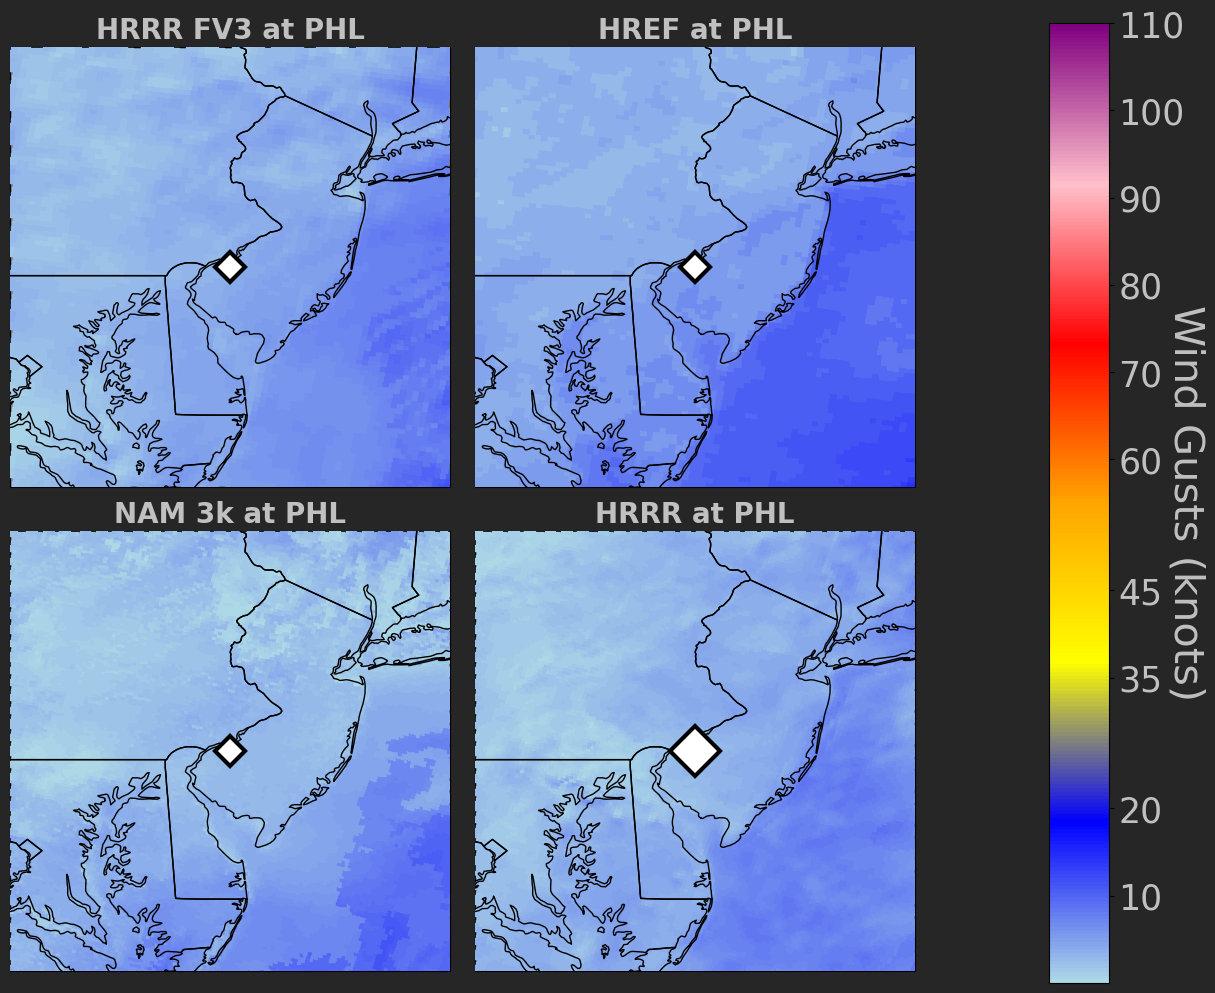 HRRR FV3 at PHL
HREF at PHL
NAM 3k at PHL
HRRR at PHL
110
100
90
80
70
60
45
35
20
10
Wind Gusts (knots)